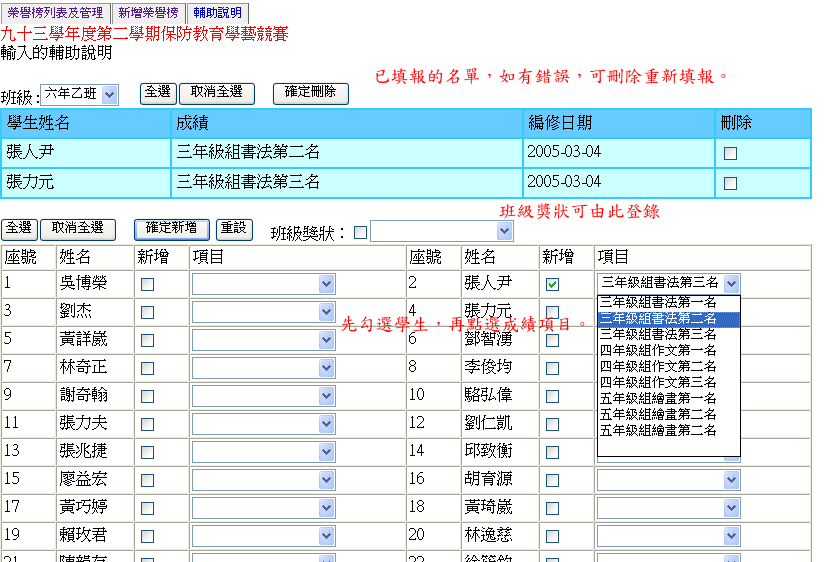 榮譽榜列表及管理 新增榮譽榜 輔助說明
九十三學年度第二學期保防教育學藝競賽
輸入的輔助說明
已填報的名單，如有錯誤，可刪除重新填報。
班級:六年乙班 全選 取消全選 確定刪除
學生姓名 成績 編修日期 刪除
張人尹 三年級組書法第二名 2005-03-04
張力元 三年級組書法第三名 2005-03-04
班級獎狀可由此登錄
全選 取消全選 確定新增 重設 班級獎狀：
座號 姓名 新增 項目 座號 姓名 新增 項目
1 吳博榮 2 張人尹 三年級組書法第三名
三年級組書法第一名
3 劉杰 4 張力元 三年級組書法第二名
先勾選學生，再點選成績項目。
5 黃詳崴 6 鄧智湧 三年級組書法第三名
四年級組作文第一名
7 林奇正 8 李俊均 四年級組作文第二名
四年級組作文第三名
9 謝奇翰 10 駱弘偉 五年級組繪畫第一名
五年級組繪畫第二名
11 張力夫 12 劉仁凱 五年級組繪畫第二名
13 張兆捷 14 邱致衡
15 廖益宏 16 胡育源
17 黃巧婷 18 黃琦崴
19 賴玫君 20 林逸慈
21 22